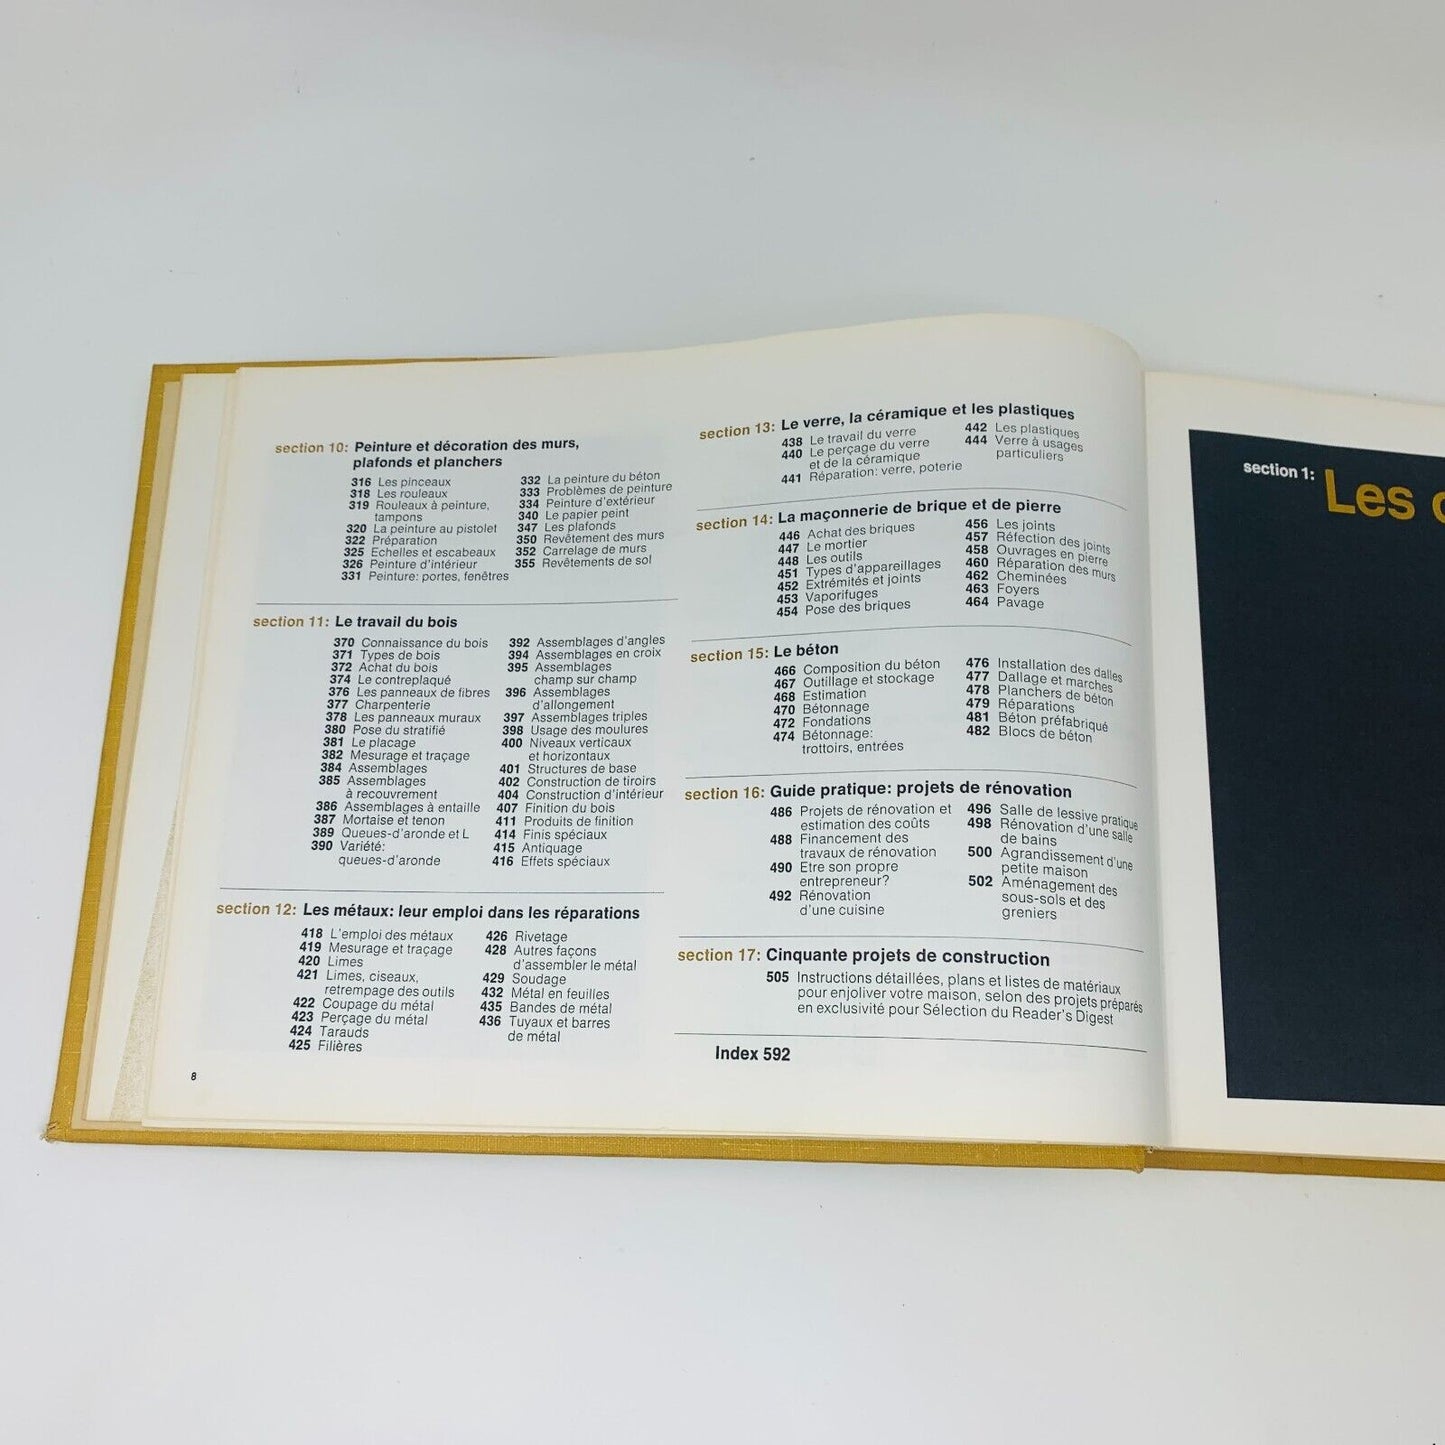 section 10: Peinture et décoration des murs,
plafonds et planchers
316 Les pinceaux
318 Les rouleaux
319 Rouleaux à peinture,
tampons
320 La peinture au pistolet
322 Préparation
325 Echelles et escabeaux
326 Peinture d'intérieur
331 Peinture: portes, fenêtres
332 La peinture du béton
333 Problèmes de peinture
334 Peinture d'extérieur
340 Le papier peint
347 Les plafonds
350 Revêtement des murs
352 Carrelage de murs
355 Revêtements de sol
section 11: Le travail du bois
370 Connaissance du bois
371 Types de bois
372 Achat du bois
374 Le contreplaqué
376 Les panneaux de fibres
377 Charpenterie
378 Les panneaux muraux
380 Pose du stratifié
381 Le placage
382 Mesurage et traçage
384 Assemblages
385 Assemblages
à recouvrement
386 Assemblages à entaille
387 Mortaise et tenon
389 Queues-d'aronde et L
390 Variété:
queues-d'aronde
392 Assemblages d'angles
394 Assemblages en croix
395 Assemblages
champ sur champ
396 Assemblages
d'allongement
397 Assemblages triples
398 Usage des moulures
400 Niveaux verticaux
et horizontaux
401 Structures de base
402 Construction de tiroirs
404 Construction d'intérieur
407 Finition du bois
411 Produits de finition
414 Finis spéciaux
415 Antiquage
416 Effets spéciaux
section 12: Les métaux: leur emploi dans les réparations
418 L'emploi des métaux
419 Mesurage et traçage
420 Limes
421 Limes, ciseaux,
retrempage des outils
422 Coupage du métal
423 Perçage du métal
424 Tarauds
425 Filières
426 Rivetage
428 Autres façons
d'assembler le métal
429 Soudage
432 Métal en feuilles
435 Bandes de métal
436 Tuyaux et barres
de métal
8
section 13: Le verre, la céramique et les plastiques
438 Le travail du verre
440 Le perçage du verre
et de la céramique
441 Réparation: verre, poterie
442 Les plastiques
444 Verre à usages
particuliers
section 14: La maçonnerie de brique et de pierre
446 Achat des briques
447 Le mortier
448 Les outils
451 Types d'appareillages
452 Extrémités et joints
453 Vaporifuges
454 Pose des briques
456 Les joints
457 Réfection des joints
458 Ouvrages en pierre
460 Réparation des murs
462 Cheminées
463 Foyers
464 Pavage
section 15: Le béton
466 Composition du béton
467 Outillage et stockage
468 Estimation
470 Bétonnage
472 Fondations
474 Bétonnage:
trottoirs, entrées
476 Installation des dalles
477 Dallage et marches
478 Planchers de béton
479 Réparations
481 Béton préfabriqué
482 Blocs de béton
section 16: Guide pratique: projets de rénovation
486 Projets de rénovation et
estimation des coûts
488 Financement des
travaux de rénovation
490 Etre son propre
entrepreneur?
492 Rénovation
d'une cuisine
496 Salle de lessive pratique
498 Rénovation d'une salle
de bains
500 Agrandissement d'une
petite maison
502 Aménagement des
sous-sols et des
greniers
section 17: Cinquante projets de construction
505 Instructions détaillées, plans et listes de matériaux
pour enjoliver votre maison, selon des projets préparés
en exclusivité pour Sélection du Reader's Digest
Index 592
section 1: Les